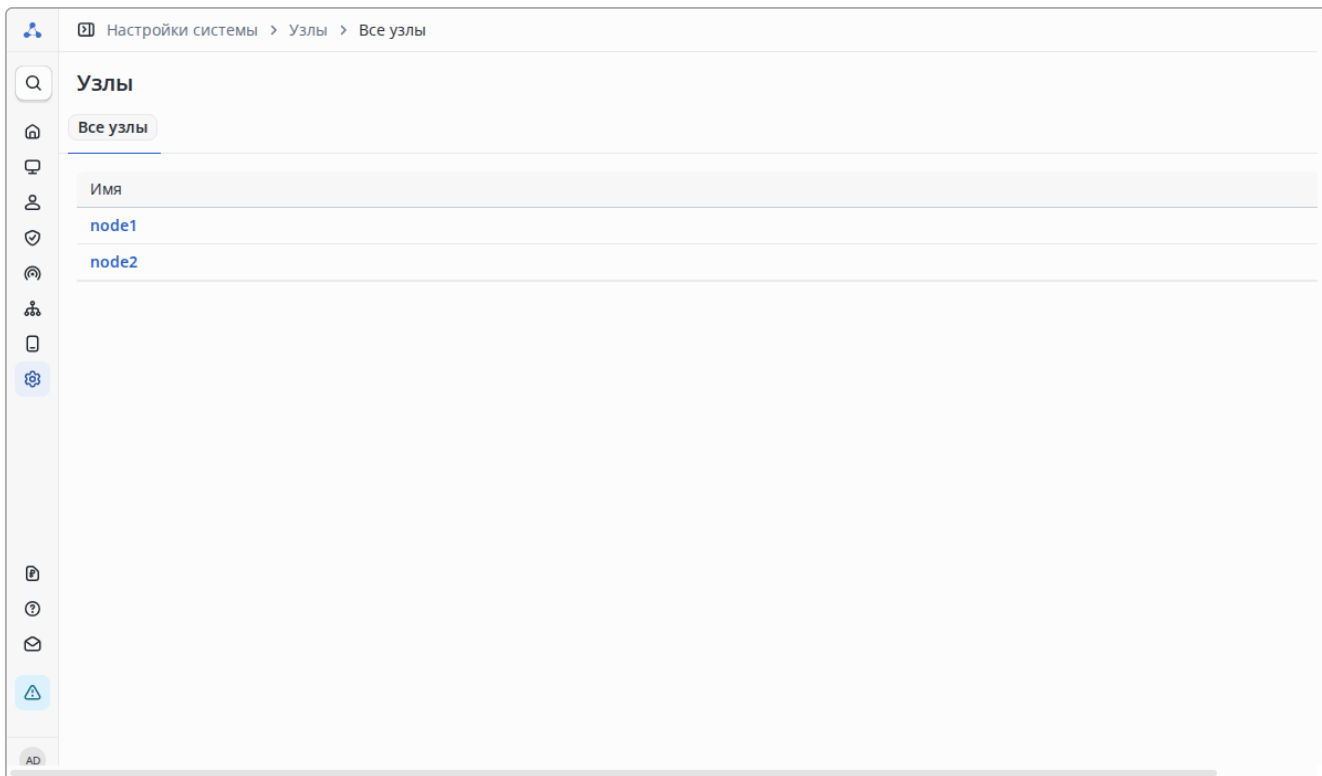 Настройки системы > Узлы > Все узлы
Узлы
Все узлы
Имя
node1
node2
AD